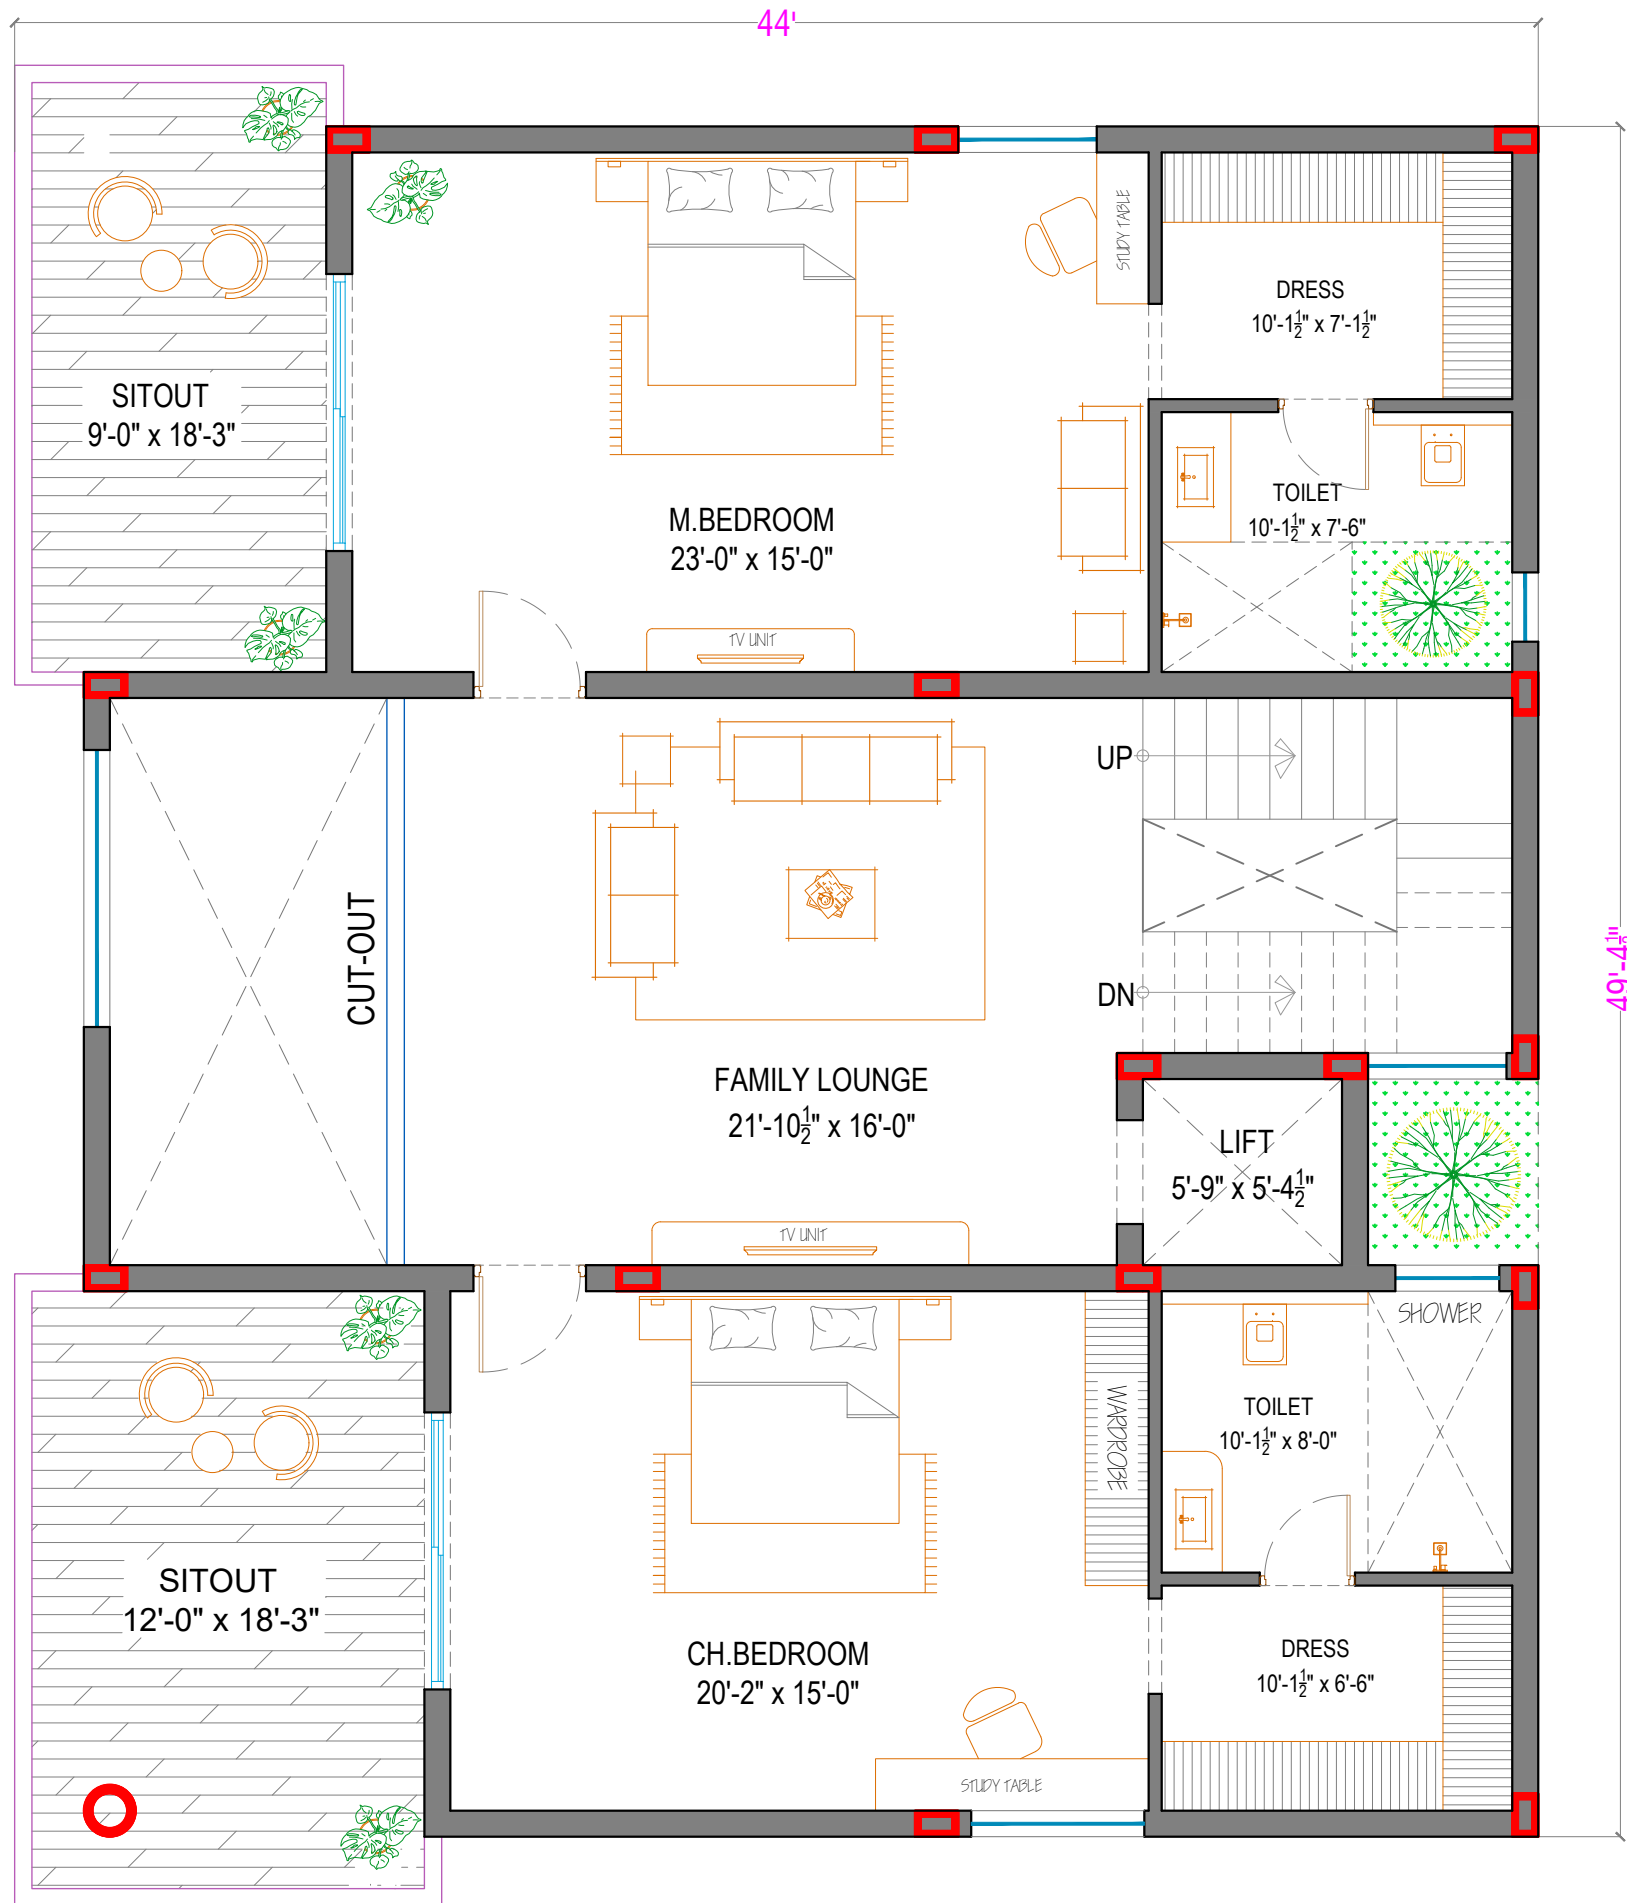 44'
STUDY TABLE
DRESS
10'-1½" x 7'-1½"
SITOUT
9'-0" x 18'-3"
TOILET
10'-1½" x 7'-6"
M.BEDROOM
23'-0" x 15'-0"
TV UNIT
UP
CUT-OUT
49'-4½"
DN
FAMILY LOUNGE
21'-10½" x 16'-0"
LIFT
5'-9" x 5'-4½"
TV UNIT
SHOWER
WARDROBE
TOILET
10'-1½" x 8'-0"
SITOUT
12'-0" x 18'-3"
CH.BEDROOM
20'-2" x 15'-0"
DRESS
10'-1½" x 6'-6"
STUDY TABLE